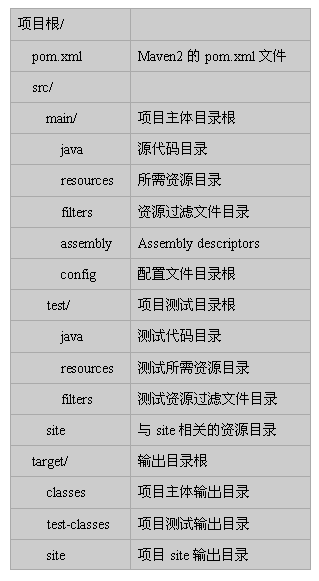 项目根/
pom.xml Maven2 的 pom.xml 文件
src/
main/ 项目主体目录根
java 源代码目录
resources 所需资源目录
filters 资源过滤文件目录
assembly Assembly descriptors
config 配置文件目录根
test/ 项目测试目录根
java 测试代码目录
resources 测试所需资源目录
filters 测试资源过滤文件目录
site 与 site 相关的资源目录
target/ 输出目录根
classes 项目主体输出目录
test-classes 项目测试输出目录
site 项目 site 输出目录